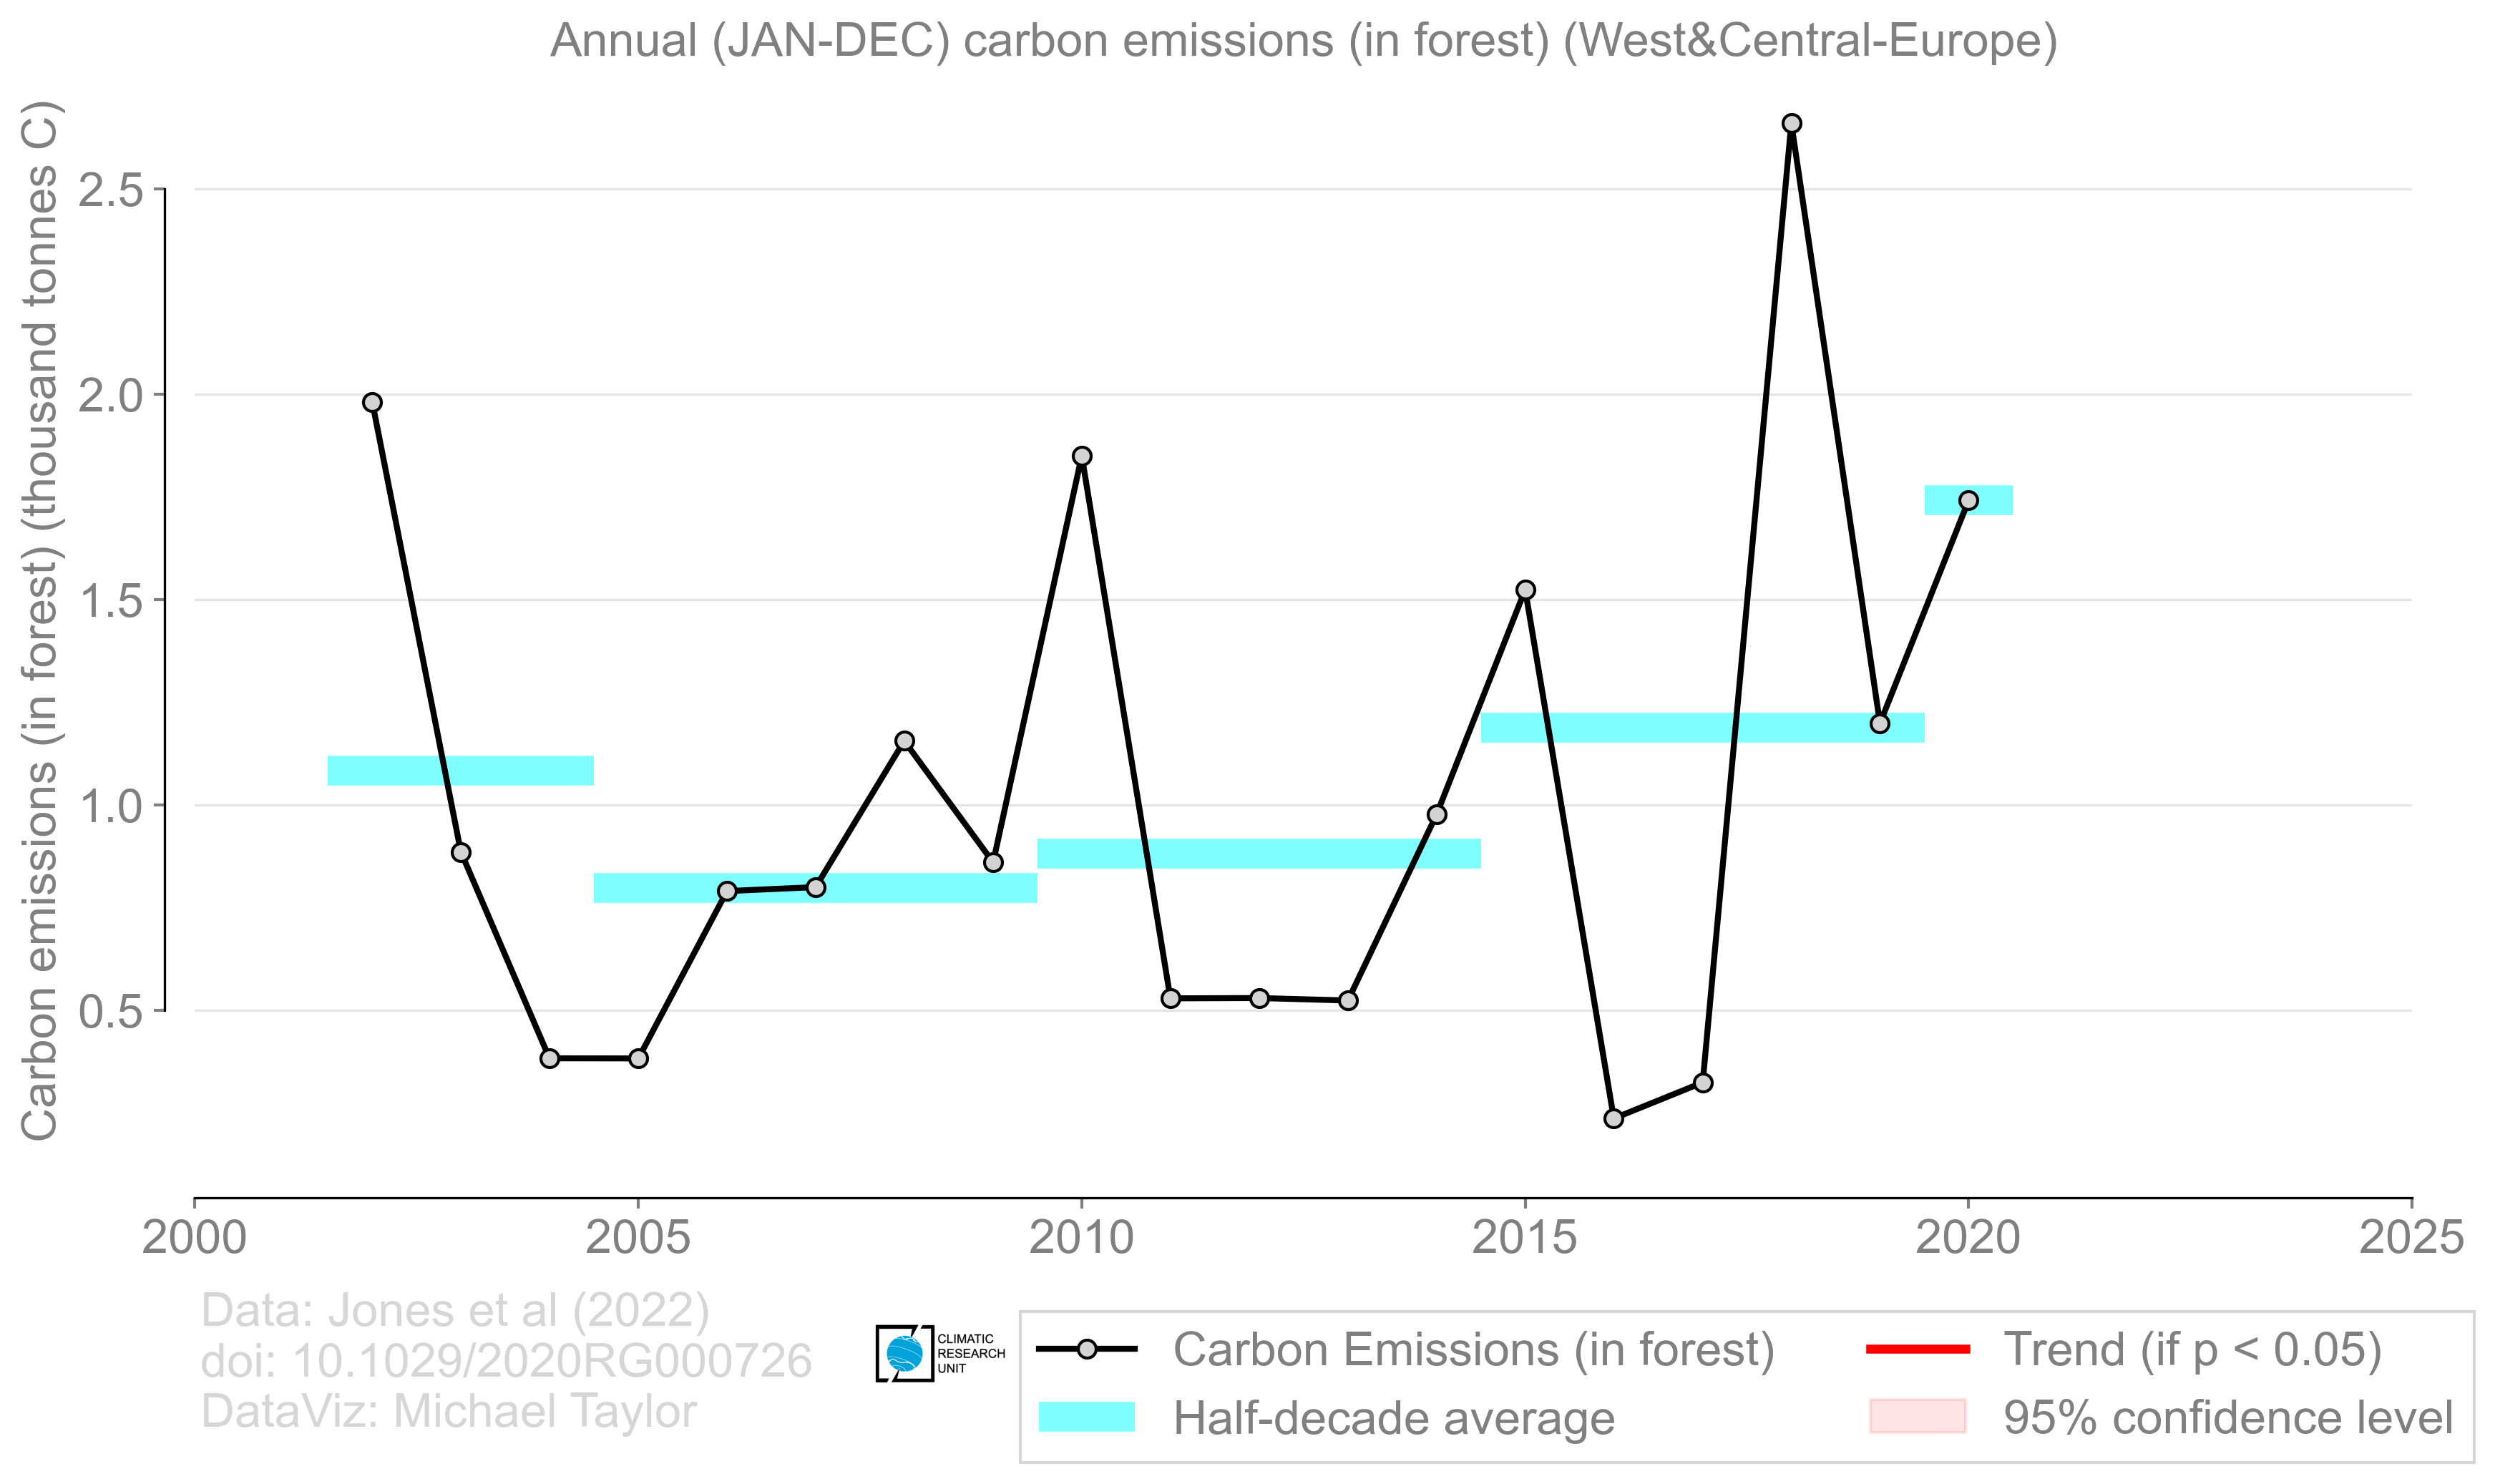 Annual (JAN-DEC) carbon emissions (in forest) (West&Central-Europe)
Carbon emissions (in forest) (thousand tonnes C)
2.5
2.0
1.5
1.0
0.5
2000 2005 2010 2015 2020 2025
Data: Jones et al (2022)
doi: 10.1029/2020RG000726
DataViz: Michael Taylor
CLIMATIC
RESEARCH
UNIT
Carbon Emissions (in forest)
Half-decade average
Trend (if p < 0.05)
95% confidence level